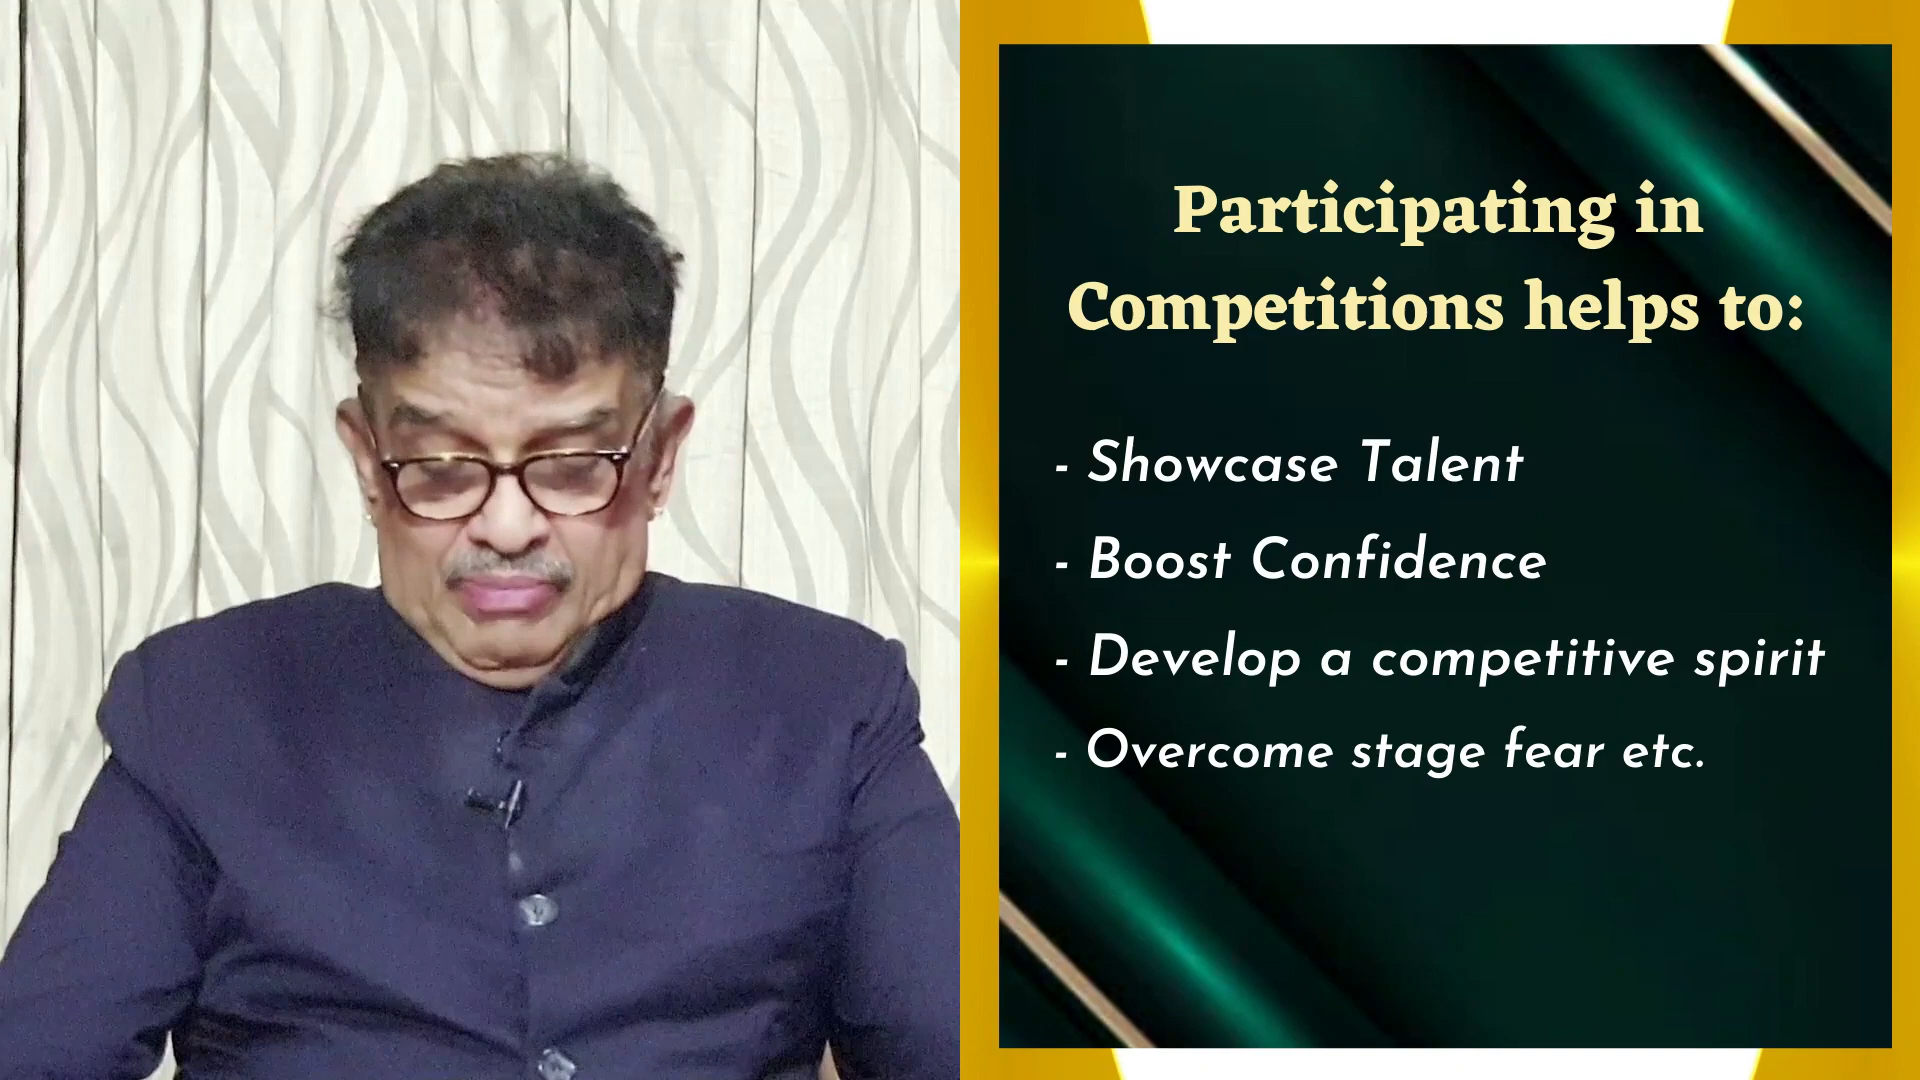 Participating in
Competitions helps to:
- Showcase Talent
- Boost Confidence
- Develop a competitive spirit
- Overcome stage fear etc.